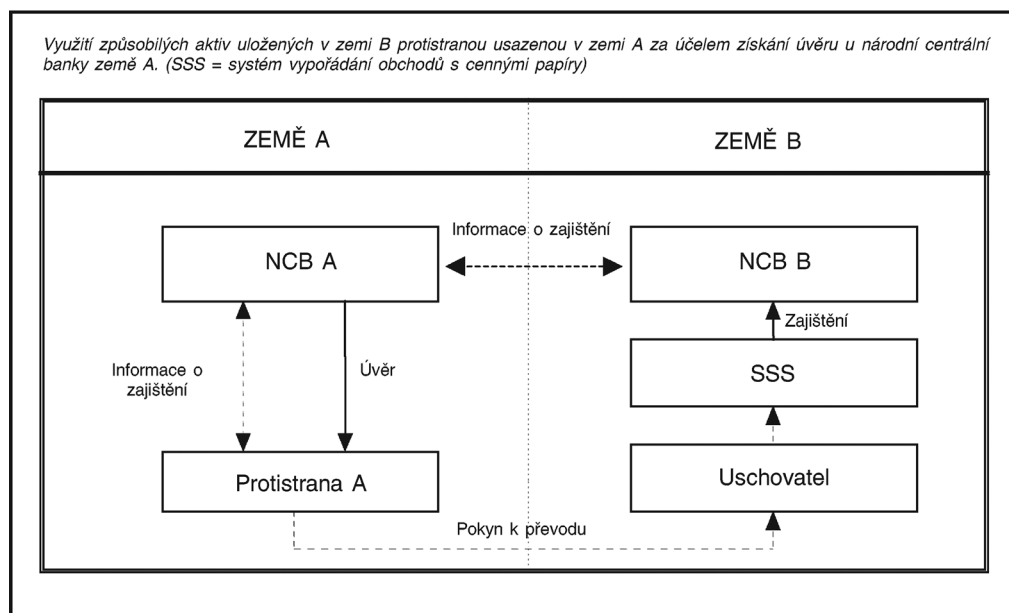 Využití způsobilých aktiv uložených v zemi B protistranou usazenou v zemi A za účelem získání úvěru u národní centrální
banky země A. (SSS = systém vypořádání obchodů s cennými papíry)
ZEMĚ A
ZEMĚ B
Informace o zajištění
NCB A
NCB B
Zajištění
Informace o
zajištění
Úvěr
SSS
Protistrana A
Uschovatel
Pokyn k převodu